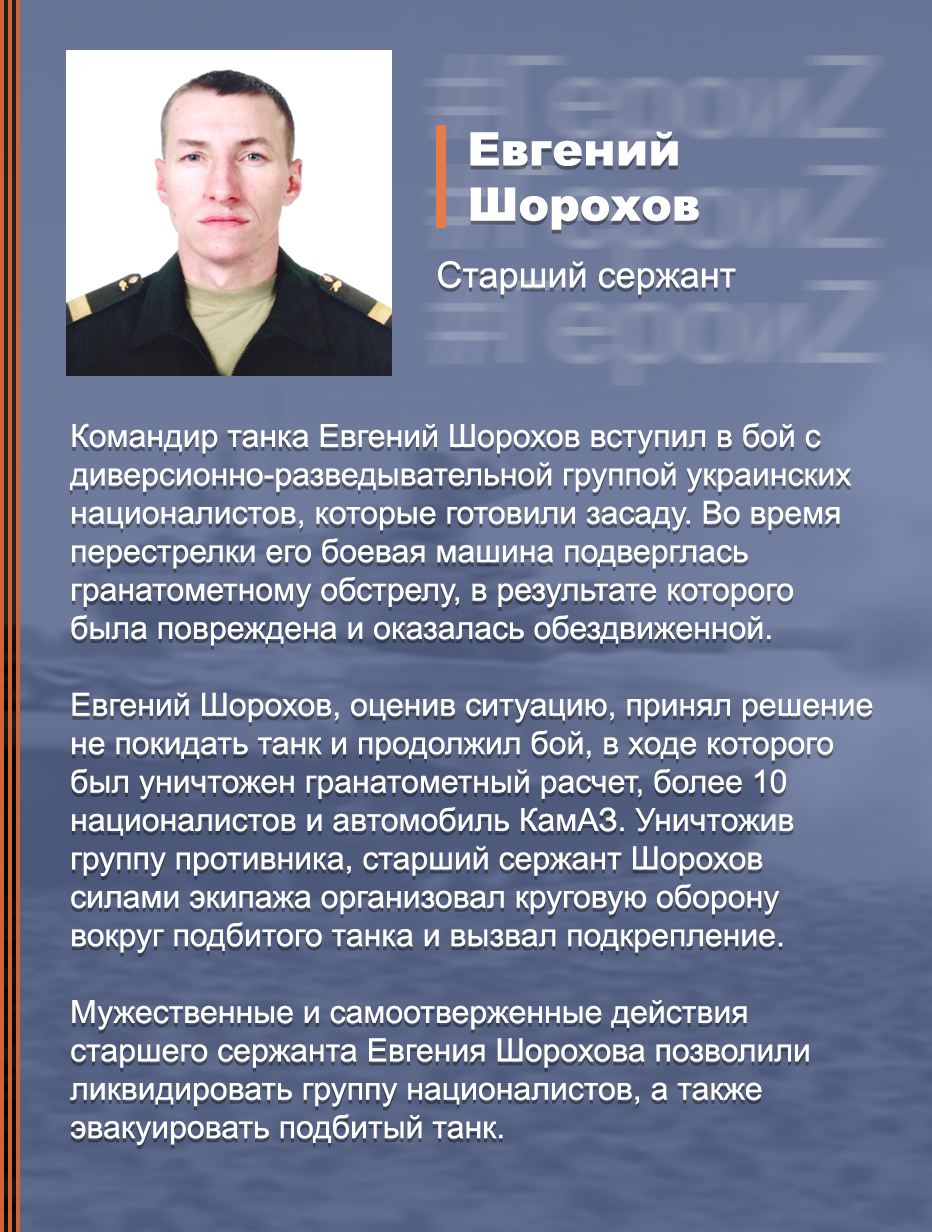 #ГероиZ
#ГероиZ
#ГероиZ
Евгений
Шорохов
Старший сержант
Командир танка Евгений Шорохов вступил в бой с
диверсионно-разведывательной группой украинских
националистов, которые готовили засаду. Во время
перестрелки его боевая машина подверглась
гранатометному обстрелу, в результате которого
была повреждена и оказалась обездвиженной.
Евгений Шорохов, оценив ситуацию, принял решение
не покидать танк и продолжил бой, в ходе которого
был уничтожен гранатометный расчет, более 10
националистов и автомобиль КамАЗ. Уничтожив
группу противника, старший сержант Шорохов
силами экипажа организовал круговую оборону
вокруг подбитого танка и вызвал подкрепление.
Мужественные и самоотверженные действия
старшего сержанта Евгения Шорохова позволили
ликвидировать группу националистов, а также
эвакуировать подбитый танк.